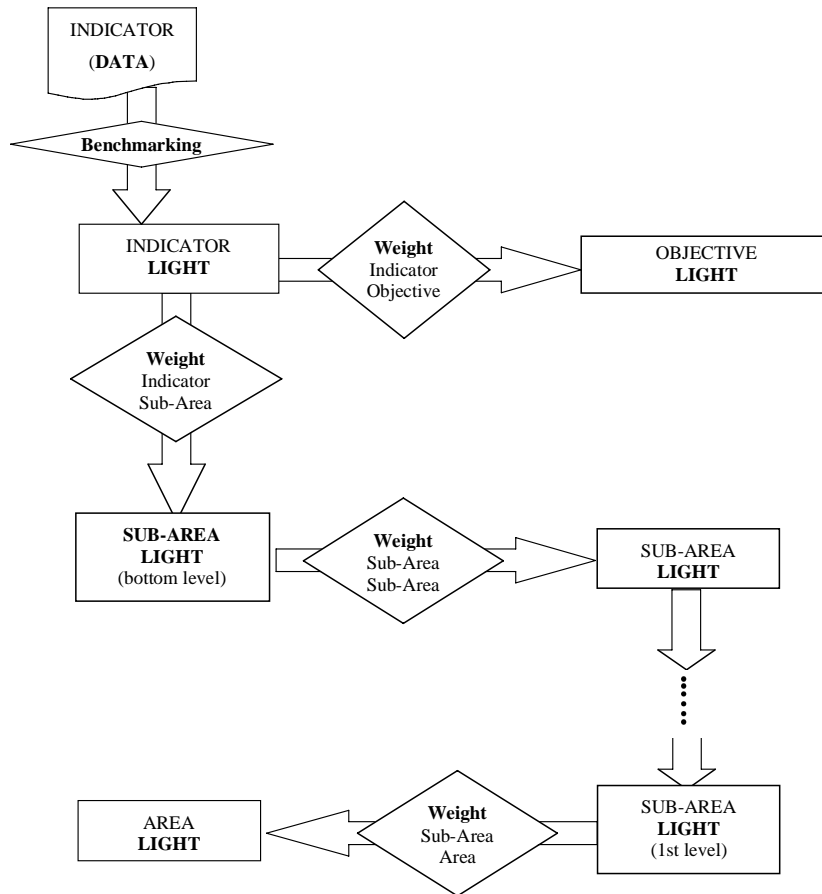 INDICATOR
(DATA)
Benchmarking
INDICATOR
LIGHT
Weight
Indicator
Objective
OBJECTIVE
LIGHT
Weight
Indicator
Sub-Area
SUB-AREA
LIGHT
(bottom level)
Weight
Sub-Area
Sub-Area
SUB-AREA
LIGHT
SUB-AREA
LIGHT
(1st level)
Weight
Sub-Area
Area
AREA
LIGHT